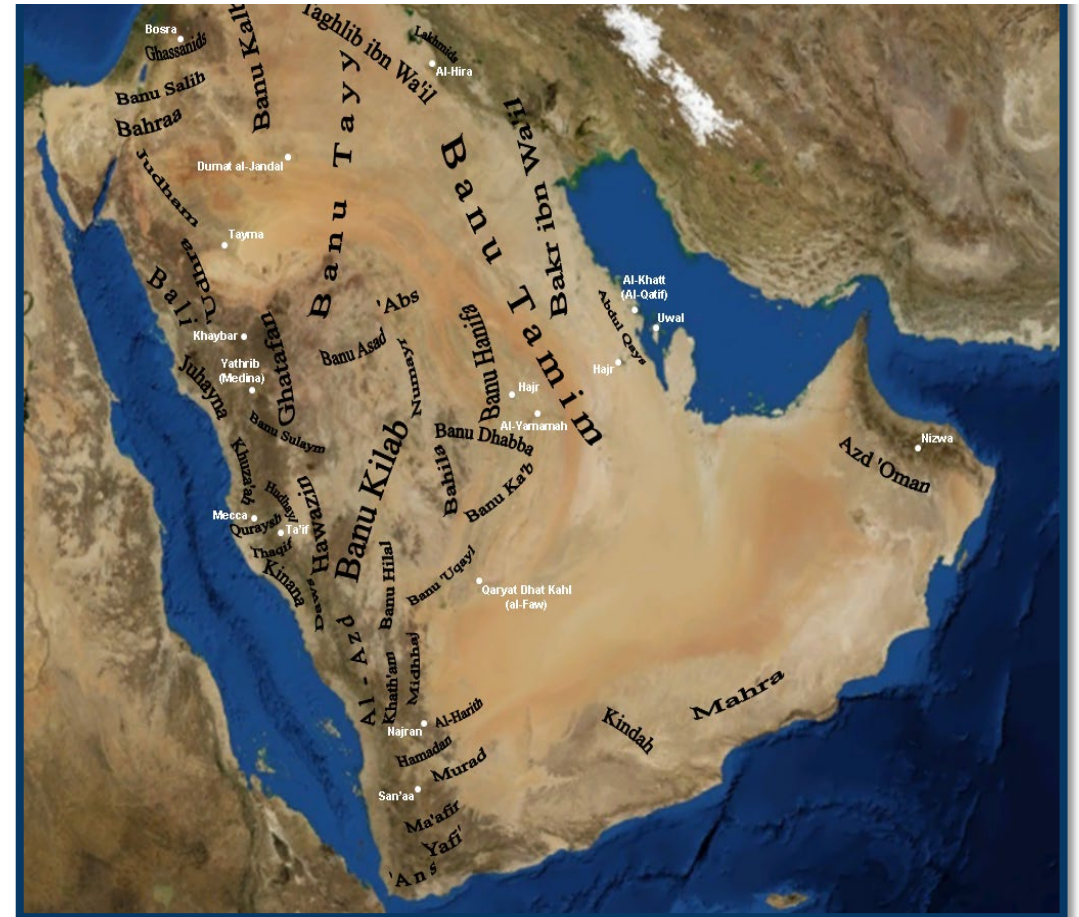 Bosra
Ghassanids
Banu Kalb
Taghlib ibn Wa'il
Lakhmids
Al-Hira
Banu Salih
Bahraa
Banu Tayy
Banu Tamim
Bakr ibn Wa'il
Dumat al-Jandal
Judham
Tayma
Udhra
Bali
'Abs
Al-Khatt
(Al-Qatif)
Uwal
Abdul Qays
Hajr
Khaybar
Ghatafan
Banu Asad
Numayr
Banu Hanifa
Yathrib
(Medina)
Juhayna
Hajr
Al-Yamamah
Banu Sulaym
Banu Kilab
Banu Dhabba
Nizwa
Azd 'Oman
Khuza'ah
Hudhayl
Hawazin
Bahila
Banu Ka'b
Mecca
Quraysh
Ta'if
Thaqif
Kinana
Daws
Banu Hilal
Banu 'Uqayl
Qaryat Dhat Kahl
(al-Faw)
Al-Azd
Khath'am
Midhhaj
Mahra
Kindah
Al-Harith
Najran
Hamadan
Murad
San'aa
Ma'afir
Yafi'
'Ans